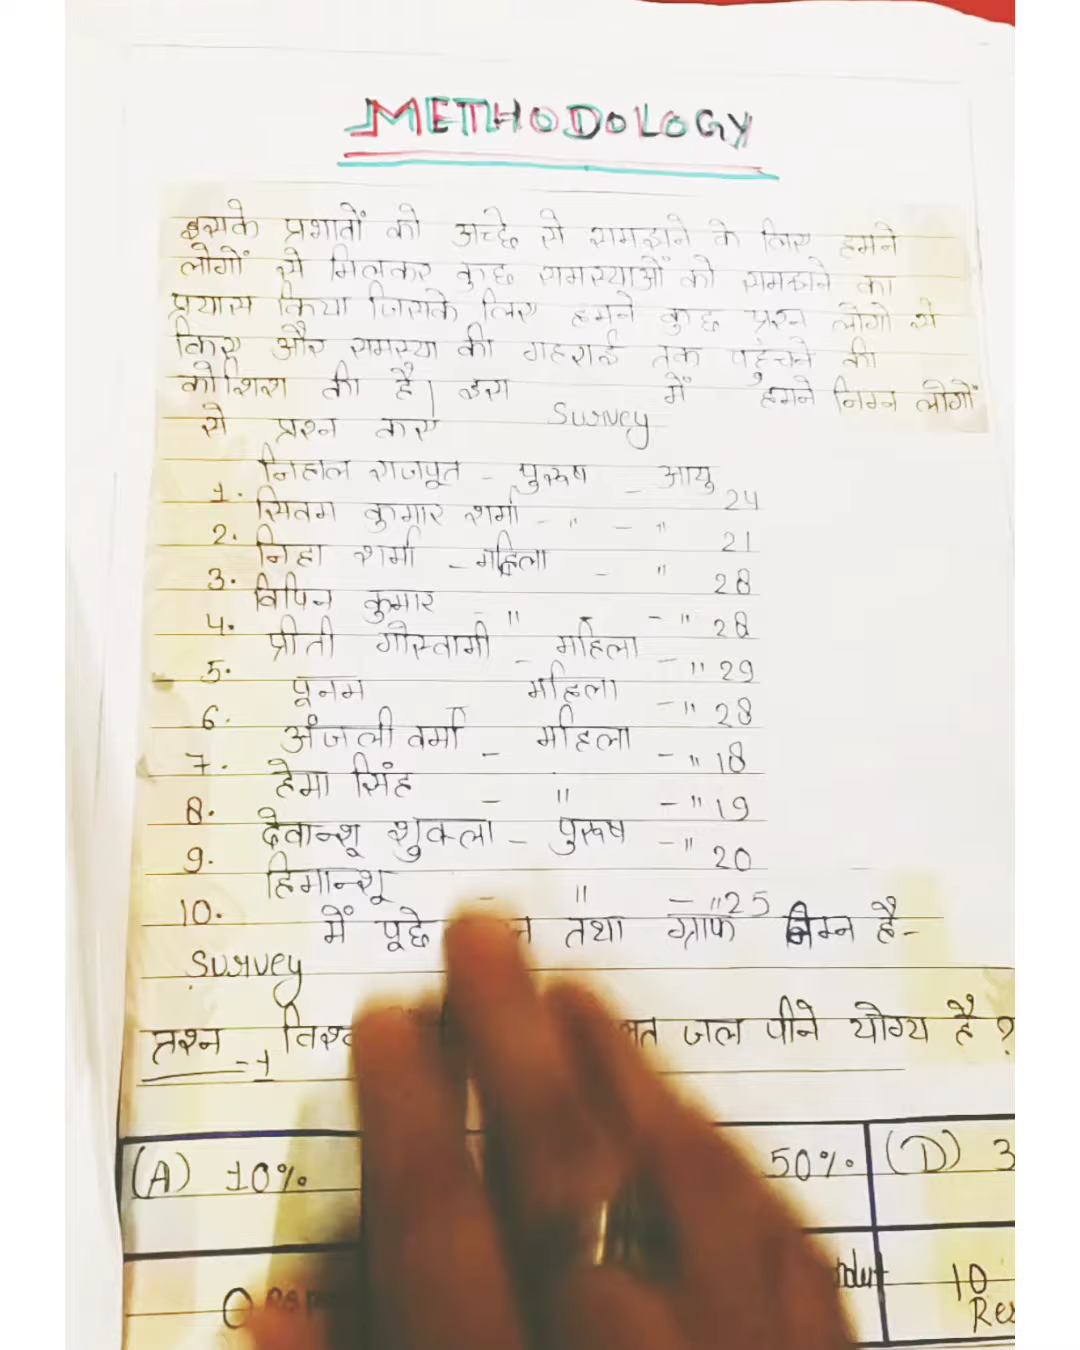 METHODOLOGY
इसके प्रभावों को अच्छे से समझने के लिए हमने
लोगों से मिलकर कुछ समस्याओं को समझने का
प्रयास किया जिसके लिए हमने कुछ प्रश्न लोगो से
किए और समस्या की गहराई तक पहुंचने की
कोशिश की है। इस Survey में हमने निम्न लोगों
से प्रश्न करे
1. निहाल राजपूत - पुरुष - आयु 24
2. सिवम कुमार शर्मा - " - " 21
3. निहा शर्मा - महिला - " 28
4. विपिन कुमार - " - " 28
5. प्रीती गोस्वामी - महिला - " 29
6. पूनम - महिला - " 28
7. अंजली वर्मा - महिला - " 18
8. हेमा सिंह - " - " 19
9. देवान्शू शुक्ला - पुरुष - " 20
10. हिमान्शू - " - " 25
Survey में पूछे तथा ग्राफ निम्न है-
प्रश्न -1 जल पीने योग्य है ?
(A) 10% 50% (D) 3
0 10